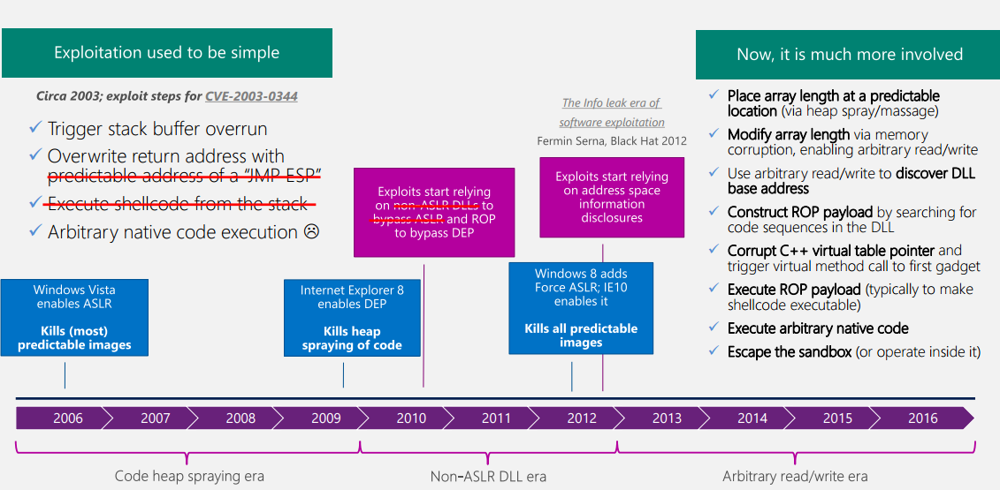 Exploitation used to be simple
Circa 2003; exploit steps for CVE-2003-0344
✓ Trigger stack buffer overrun
✓ Overwrite return address with
predictable address of a “JMP ESP”
✓ Execute shellcode from the stack
✓ Arbitrary native code execution ☹
Windows Vista
enables ASLR
Kills (most)
predictable images
Internet Explorer 8
enables DEP
Kills heap
spraying of code
Exploits start relying
on non-ASLR DLLs to
bypass ASLR and ROP
to bypass DEP
The Info leak era of
software exploitation
Fermin Serna, Black Hat 2012
Exploits start relying
on address space
information
disclosures
Windows 8 adds
Force ASLR; IE10
enables it
Kills all predictable
images
Now, it is much more involved
✓ Place array length at a predictable
location (via heap spray/massage)
✓ Modify array length via memory
corruption, enabling arbitrary read/write
✓ Use arbitrary read/write to discover DLL
base address
✓ Construct ROP payload by searching for
code sequences in the DLL
✓ Corrupt C++ virtual table pointer and
trigger virtual method call to first gadget
✓ Execute ROP payload (typically to make
shellcode executable)
✓ Execute arbitrary native code
✓ Escape the sandbox (or operate inside it)
2006 2007 2008 2009 2010 2011 2012 2013 2014 2015 2016
Code heap spraying era
Non-ASLR DLL era
Arbitrary read/write era